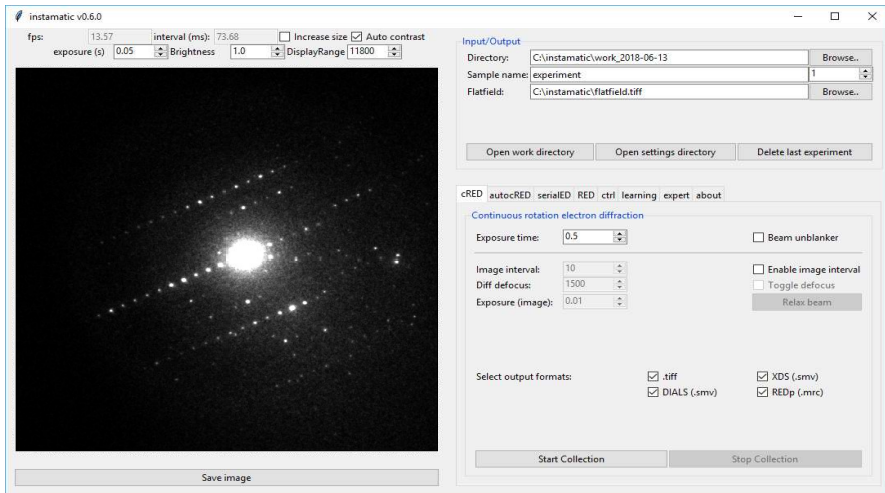 instamatic v0.6.0
fps: 13.57 interval (ms): 73.68 Increase size Auto contrast
exposure (s) 0.05 Brightness 1.0 DisplayRange 11800
Save image
Input/Output
Directory: C:\instamatic\work_2018-06-13 Browse..
Sample name: experiment 1
Flatfield: C:\instamatic\flatfield.tiff Browse..
Open work directory Open settings directory Delete last experiment
cRED autocRED serialED RED ctrl learning expert about
Continuous rotation electron diffraction
Exposure time: 0.5 Beam unblanker
Image interval: 10 Enable image interval
Diff defocus: 1500 Toggle defocus
Exposure (image): 0.01 Relax beam
Select output formats: .tiff XDS (.smv)
DIALS (.smv) REDp (.mrc)
Start Collection Stop Collection